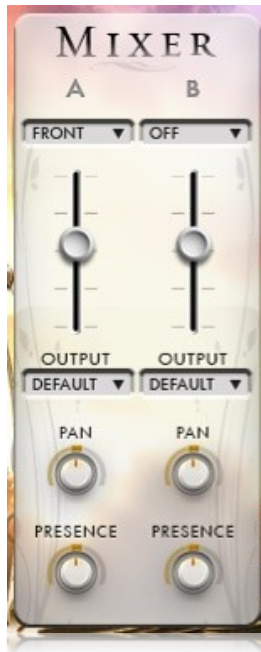 MIXER
A B
FRONT ▼ OFF ▼
OUTPUT OUTPUT
DEFAULT ▼ DEFAULT ▼
PAN PAN
PRESENCE PRESENCE